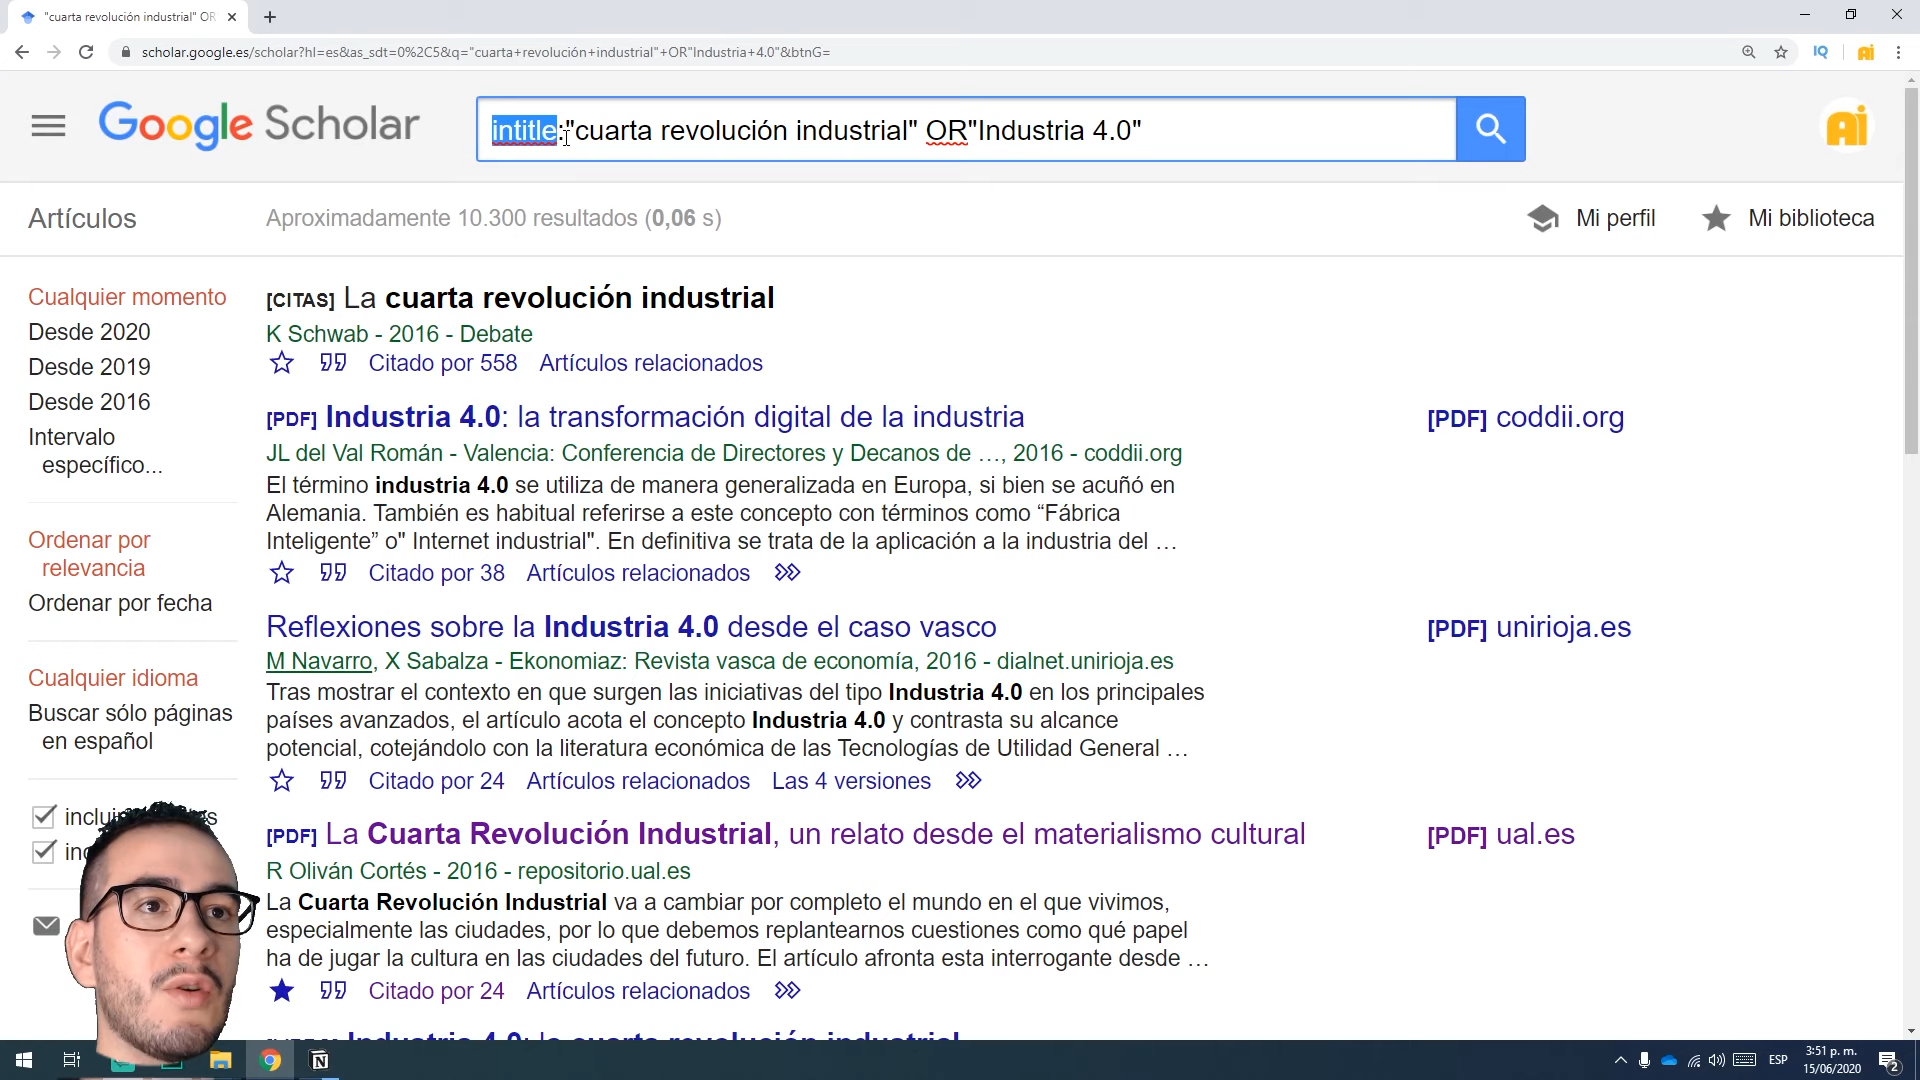 "cuarta revolución industrial" OR
scholar.google.es/scholar?hl=es&as_sdt=0%2C5&q="cuarta+revolución+industrial"+OR"Industria+4.0"&btnG=
IQ
ai
Google Scholar
intitle:"cuarta revolución industrial" OR"Industria 4.0"
ai
Artículos
Aproximadamente 10.300 resultados (0,06 s)
Mi perfil
Mi biblioteca
Cualquier momento
Desde 2020
Desde 2019
Desde 2016
Intervalo
específico...
Ordenar por
relevancia
Ordenar por fecha
Cualquier idioma
Buscar sólo páginas
en español
[CITAS] La cuarta revolución industrial
K Schwab - 2016 - Debate
Citado por 558 Artículos relacionados
[PDF] Industria 4.0: la transformación digital de la industria
[PDF] coddii.org
JL del Val Román - Valencia: Conferencia de Directores y Decanos de …, 2016 - coddii.org
El término industria 4.0 se utiliza de manera generalizada en Europa, si bien se acuñó en
Alemania. También es habitual referirse a este concepto con términos como “Fábrica
Inteligente” o" Internet industrial". En definitiva se trata de la aplicación a la industria del …
Citado por 38 Artículos relacionados
Reflexiones sobre la Industria 4.0 desde el caso vasco
[PDF] unirioja.es
M Navarro, X Sabalza - Ekonomiaz: Revista vasca de economía, 2016 - dialnet.unirioja.es
Tras mostrar el contexto en que surgen las iniciativas del tipo Industria 4.0 en los principales
países avanzados, el artículo acota el concepto Industria 4.0 y contrasta su alcance
potencial, cotejándolo con la literatura económica de las Tecnologías de Utilidad General …
Citado por 24 Artículos relacionados Las 4 versiones
[PDF] La Cuarta Revolución Industrial, un relato desde el materialismo cultural
[PDF] ual.es
R Oliván Cortés - 2016 - repositorio.ual.es
La Cuarta Revolución Industrial va a cambiar por completo el mundo en el que vivimos,
especialmente las ciudades, por lo que debemos replantearnos cuestiones como qué papel
ha de jugar la cultura en las ciudades del futuro. El artículo afronta esta interrogante desde …
Citado por 24 Artículos relacionados
Industria 4.0: la cuarta revolución industrial
ESP
3:51 p. m.
15/06/2020
2